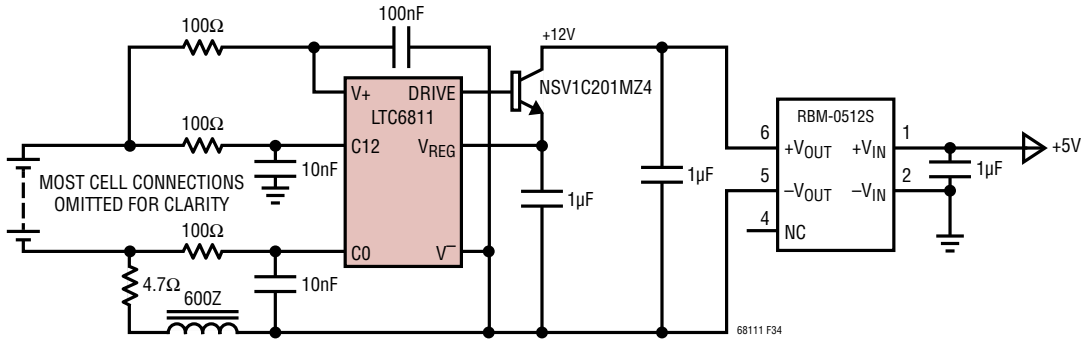 100Ω
100nF
+12V
V+
DRIVE
NSV1C201MZ4
LTC6811
RBM-0512S
100Ω
C12
VREG
6
+VOUT
+VIN
1
+5V
10nF
1µF
1µF
1µF
MOST CELL CONNECTIONS
OMITTED FOR CLARITY
5
–VOUT
–VIN
2
100Ω
4
NC
C0
V–
4.7Ω
600Z
10nF
68111 F34